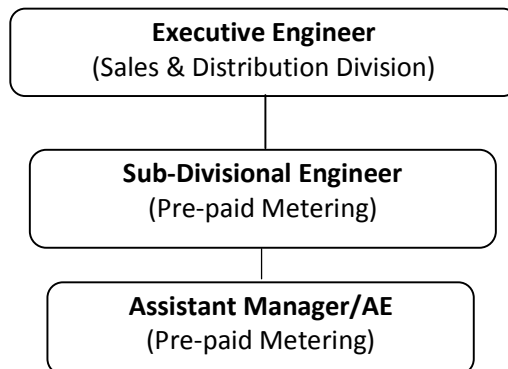 Executive Engineer
(Sales & Distribution Division)
Sub-Divisional Engineer
(Pre-paid Metering)
Assistant Manager/AE
(Pre-paid Metering)